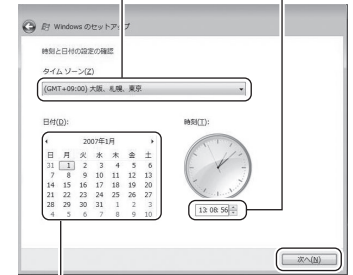 Windows のセットアップ
時刻と日付の設定の確認
タイム ゾーン(Z)
(GMT+09:00) 大阪、札幌、東京
日付(D):
時刻(T):
2007年1月
日 月 火 水 木 金 土
31 1 2 3 4 5 6
7 8 9 10 11 12 13
14 15 16 17 18 19 20
21 22 23 24 25 26 27
28 29 30 31 1 2 3
4 5 6 7 8 9 10
13:08:56
次へ(N)